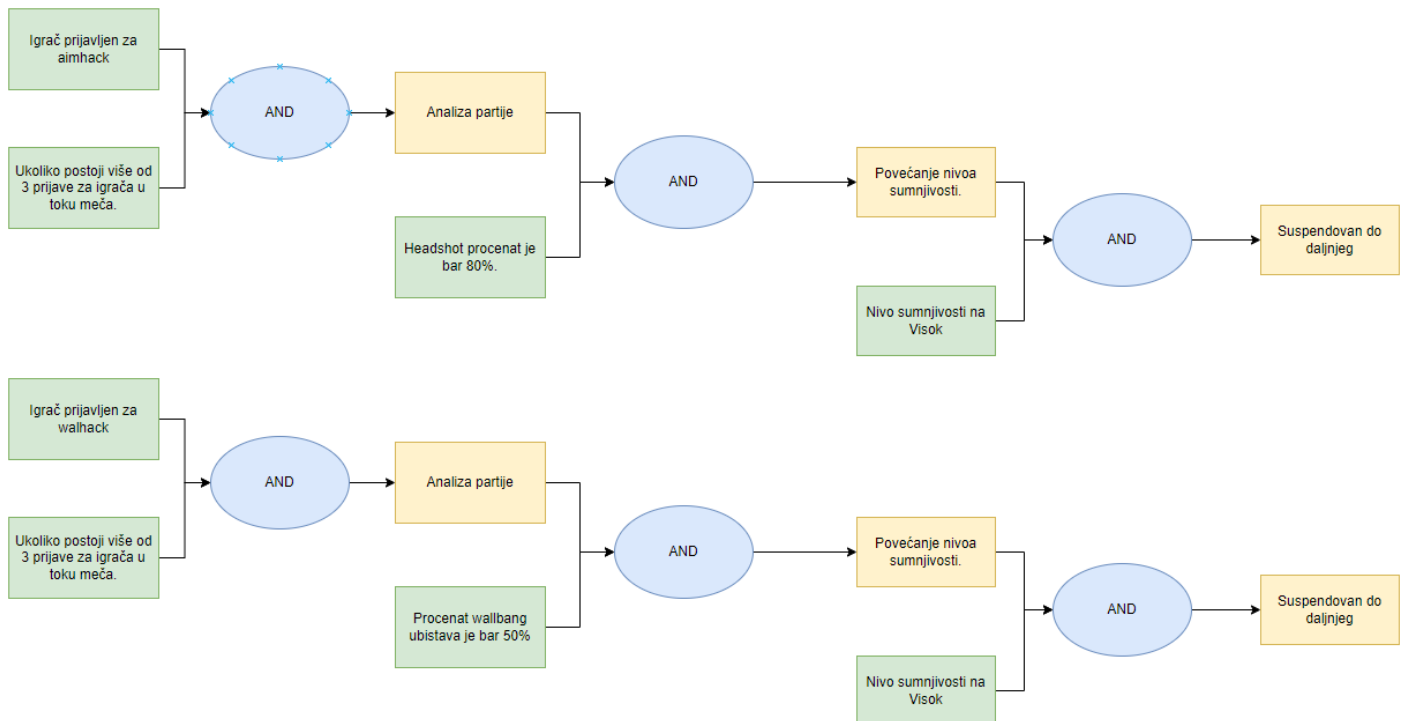 Igrač prijavljen za
aimhack
AND
Analiza partije
Ukoliko postoji više od
3 prijave za igrača u
toku meča.
AND
Headshot procenat je
bar 80%.
Povećanje nivoa
sumnjivosti.
AND
Suspendovan do
daljnjeg
Nivo sumnjivosti na
Visok
Igrač prijavljen za
walhack
AND
Analiza partije
Ukoliko postoji više od
3 prijave za igrača u
toku meča.
AND
Procenat wallbang
ubistava je bar 50%
Povećanje nivoa
sumnjivosti.
AND
Suspendovan do
daljnjeg
Nivo sumnjivosti na
Visok